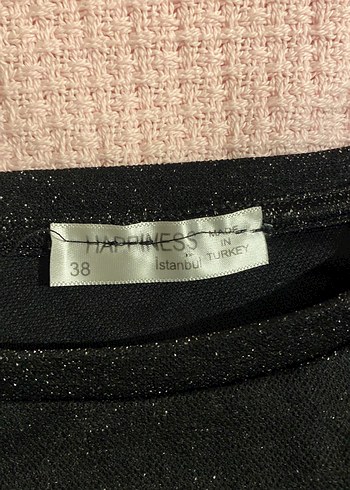 HAPPINESS
38 İstanbul
MADE
IN
TURKEY